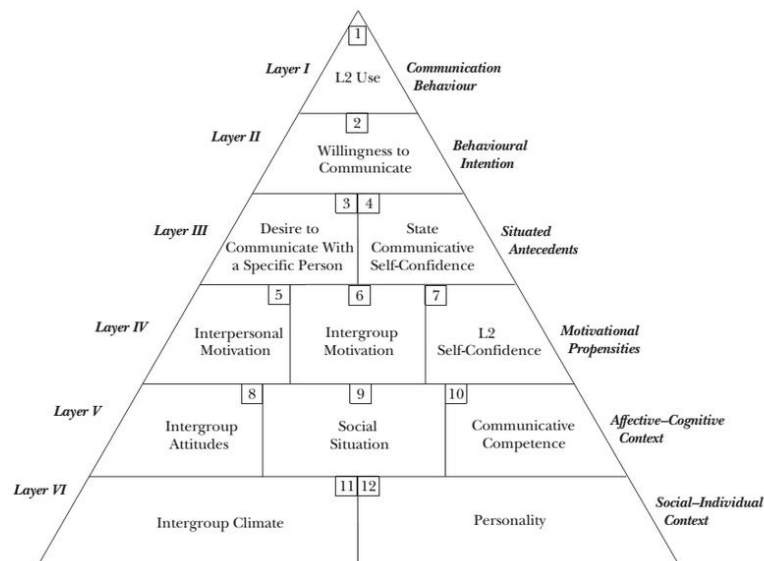 1
Layer I
L2 Use
Communication
Behaviour
2
Layer II
Willingness to
Communicate
Behavioural
Intention
3 4
Layer III
Desire to
Communicate With
a Specific Person
State
Communicative
Self-Confidence
Situated
Antecedents
5 6 7
Layer IV
Interpersonal
Motivation
Intergroup
Motivation
L2
Self-Confidence
Motivational
Propensities
8 9 10
Layer V
Intergroup
Attitudes
Social
Situation
Communicative
Competence
Affective–Cognitive
Context
11 12
Layer VI
Intergroup Climate
Personality
Social–Individual
Context